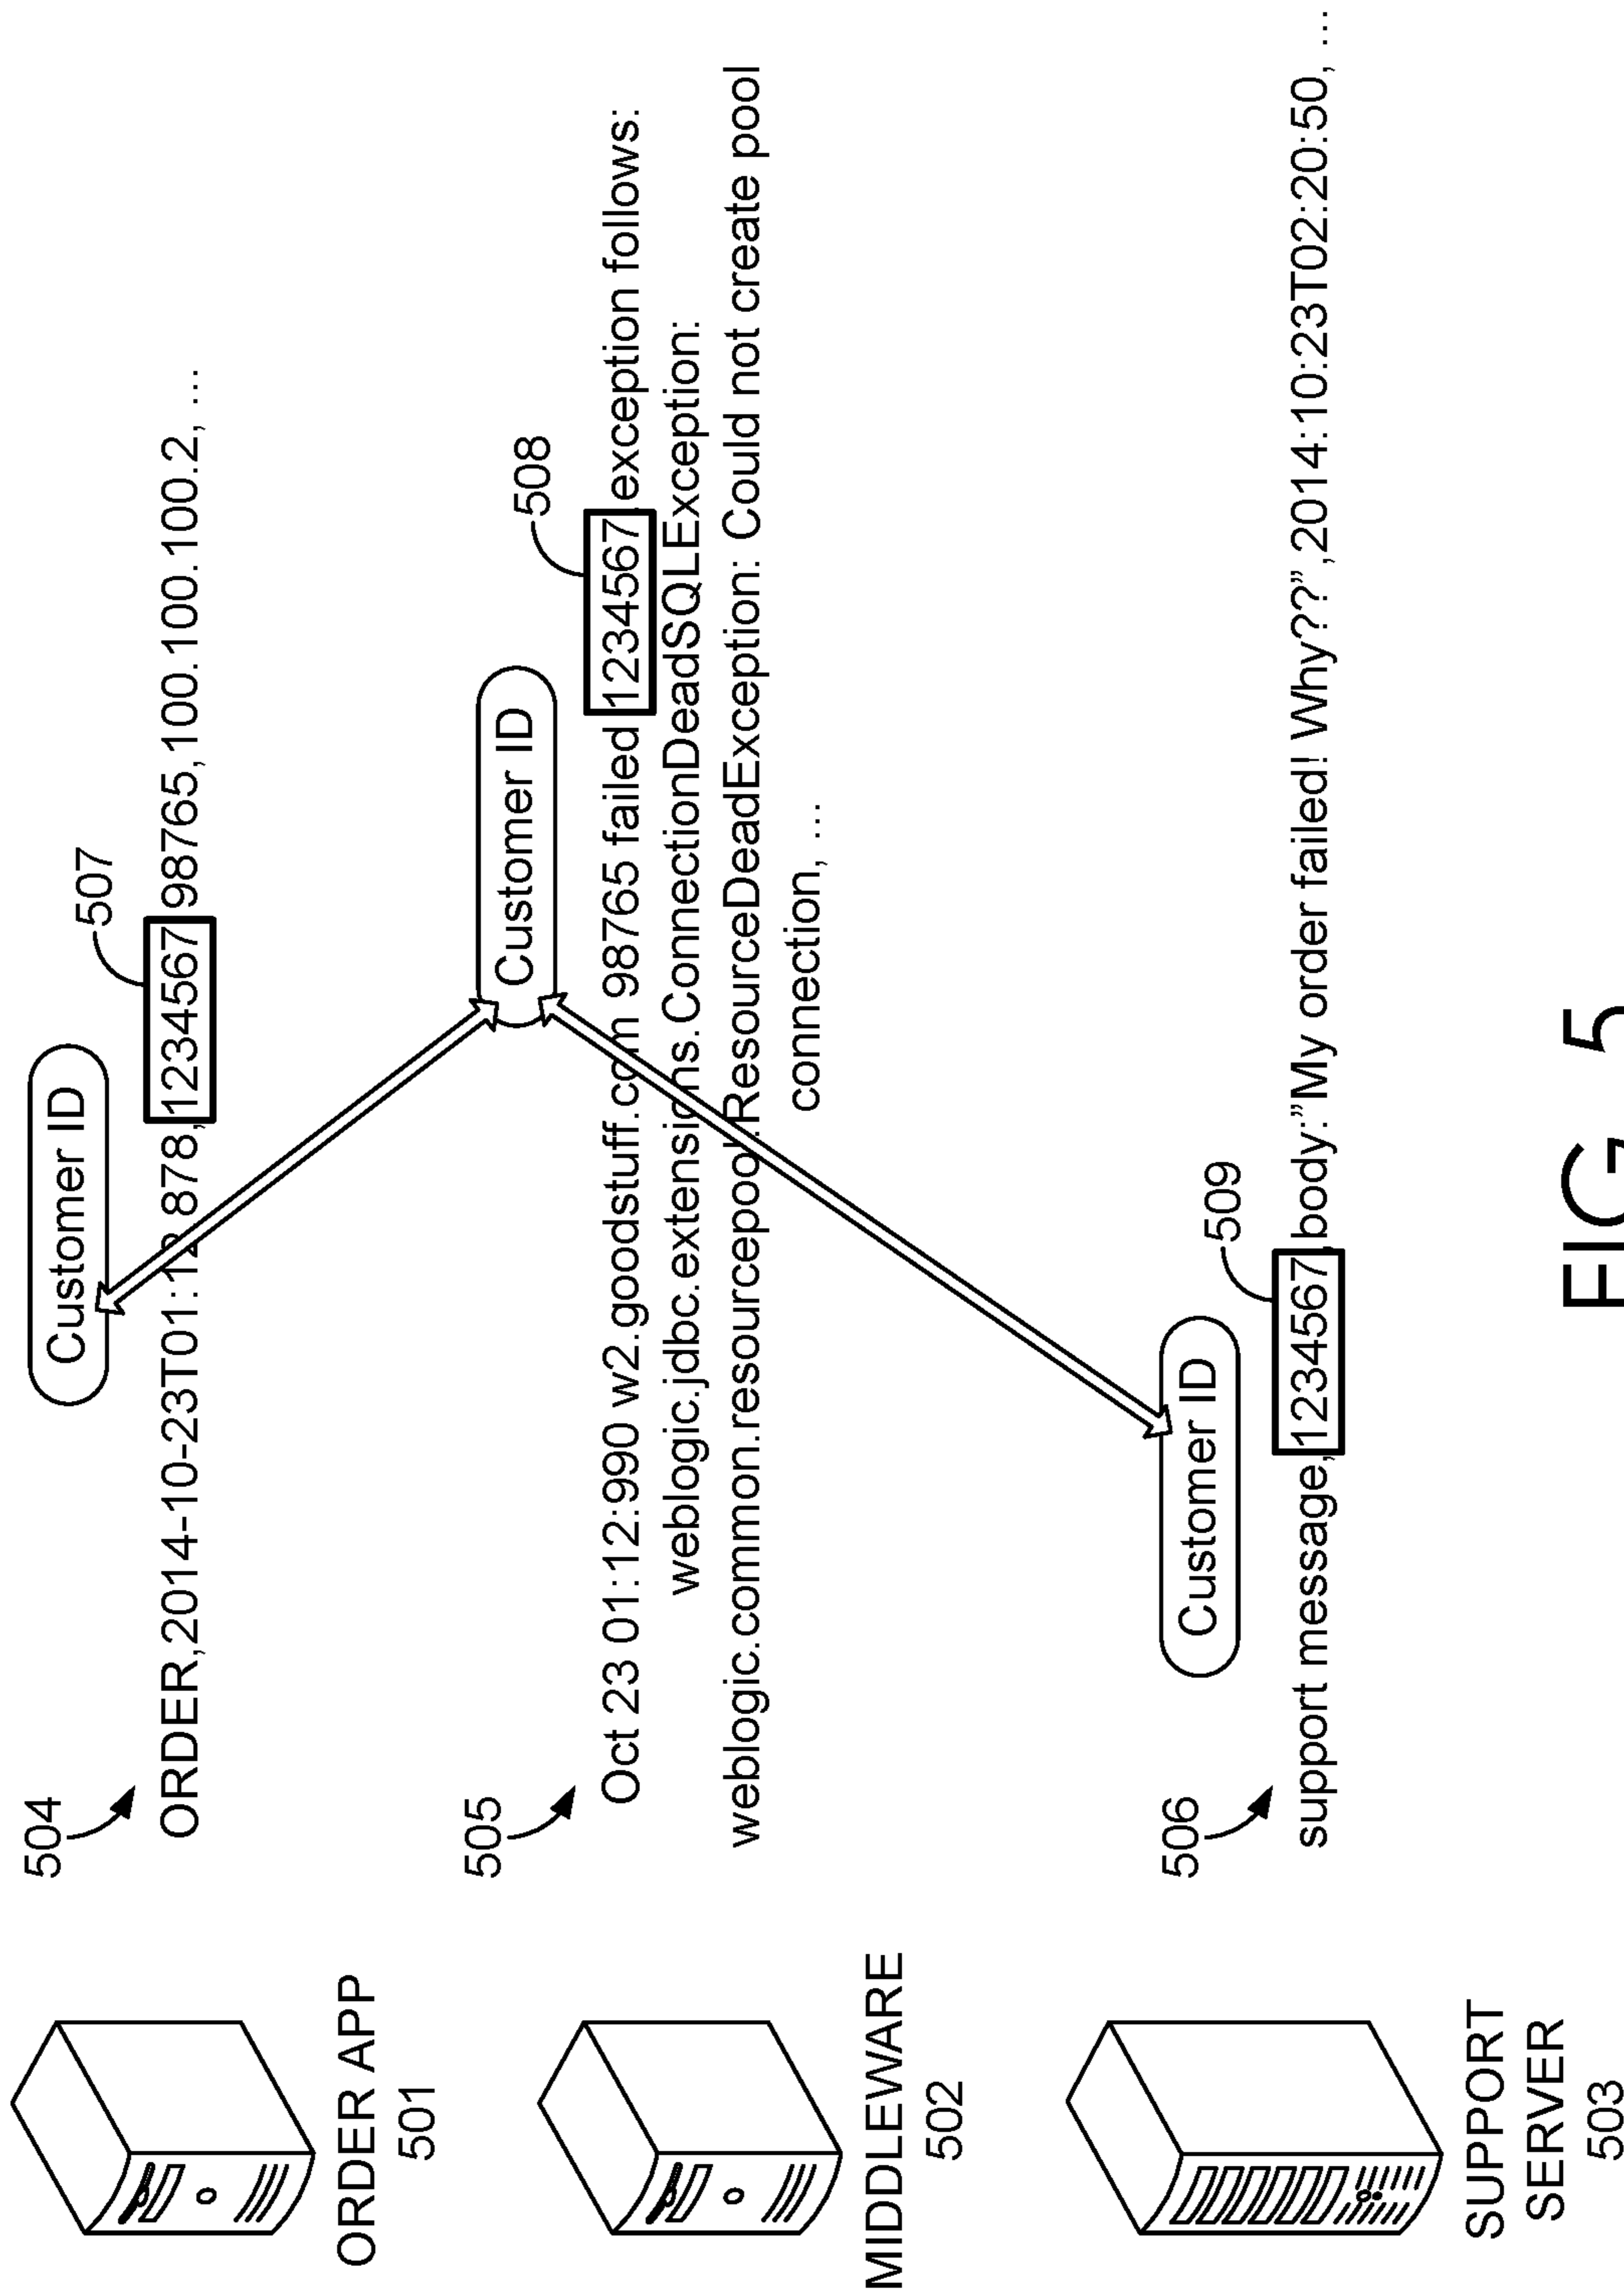 ORDER APP
501
504
Customer ID
507
ORDER,2014-10-23T01:12 878,1234567 98765,100.100.100.2, ...
MIDDLEWARE
502
505
Customer ID
508
Oct 23 01:12:990 w2.goodstuff.com 98765 failed 1234567 exception follows:
weblogic.jdbc.extensions.ConnectionDeadSQLException:
weblogic.common.resourcepool.ResourceDeadException: Could not create pool
connection, ...
SUPPORT
SERVER
503
506
Customer ID
509
support message,1234567 body:”My order failed! Why???”,2014:10:23T02:20:50, ...
FIG. 5